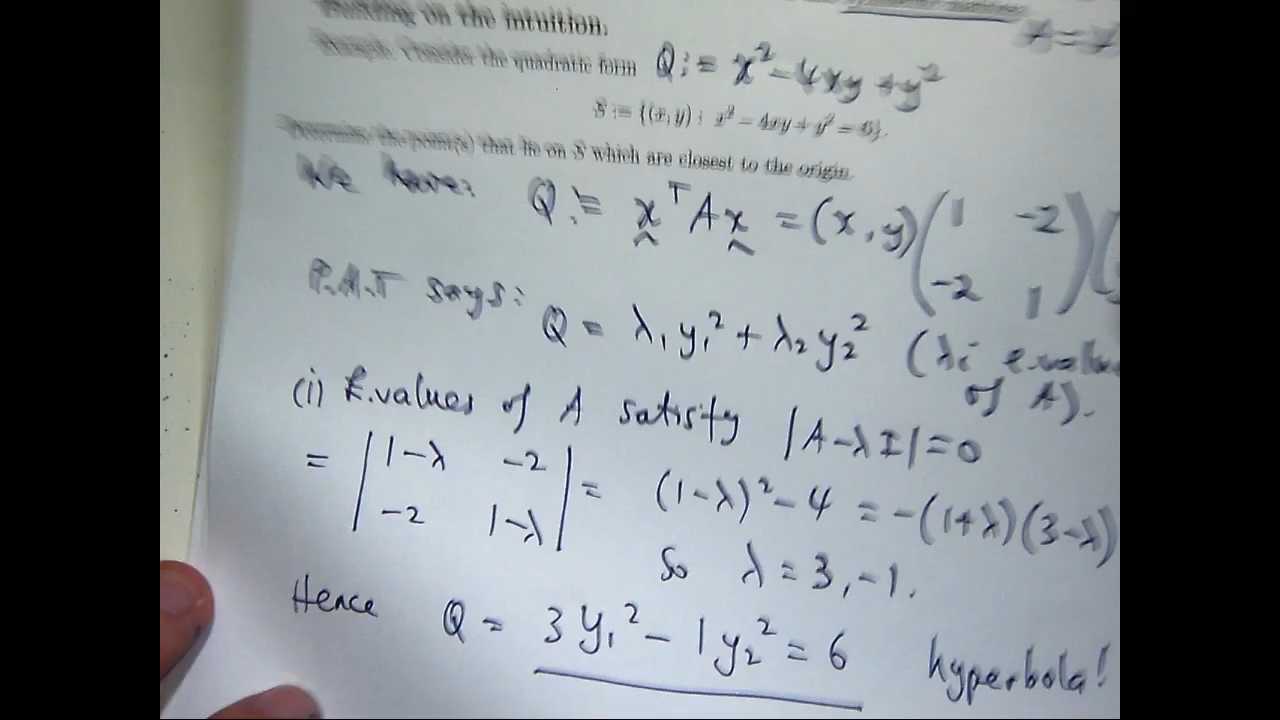 Building on the intuition.
Example. Consider the quadratic form Q := x² - 4xy + y²
S := {(x, y) : x² − 4xy + y² = 6}.
Determine the point(s) that lie on S which are closest to the origin.
We have: Q := x^T A x = (x, y) ( 1 -2
-2 1 ) (
P.A.T says: Q = λ₁y₁² + λ₂y₂² (λi e.value
of A).
(i) E.values of A satisfy |A-λI| = 0
= | 1-λ -2
-2 1-λ | = (1-λ)² - 4 = -(1+λ)(3-λ)
So λ = 3, -1.
Hence Q = 3y₁² - 1y₂² = 6 hyperbola!